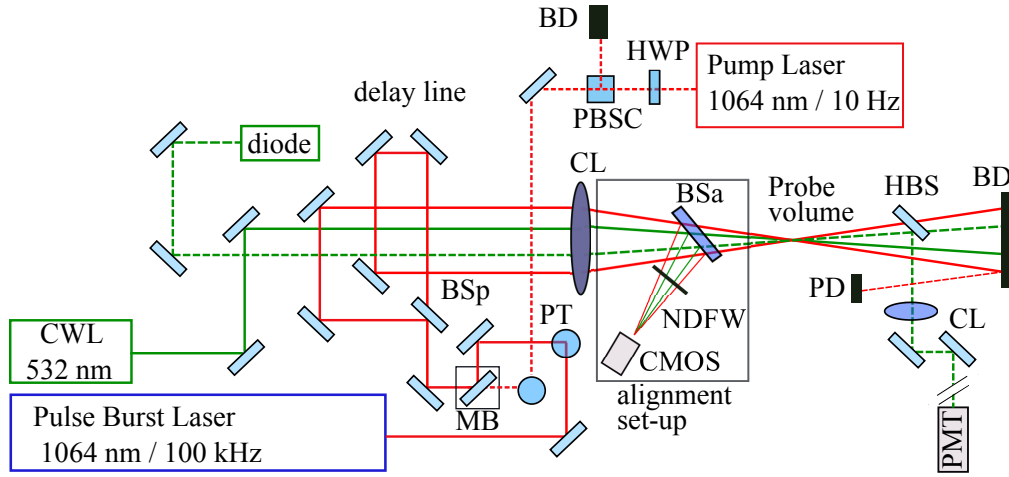 BD
HWP
Pump Laser
1064 nm / 10 Hz
PBSC
delay line
diode
CL
BSa
Probe
volume
HBS
BD
BSp
PT
PD
NDFW
CL
CWL
532 nm
CMOS
alignment
set-up
MB
Pulse Burst Laser
1064 nm / 100 kHz
PMT